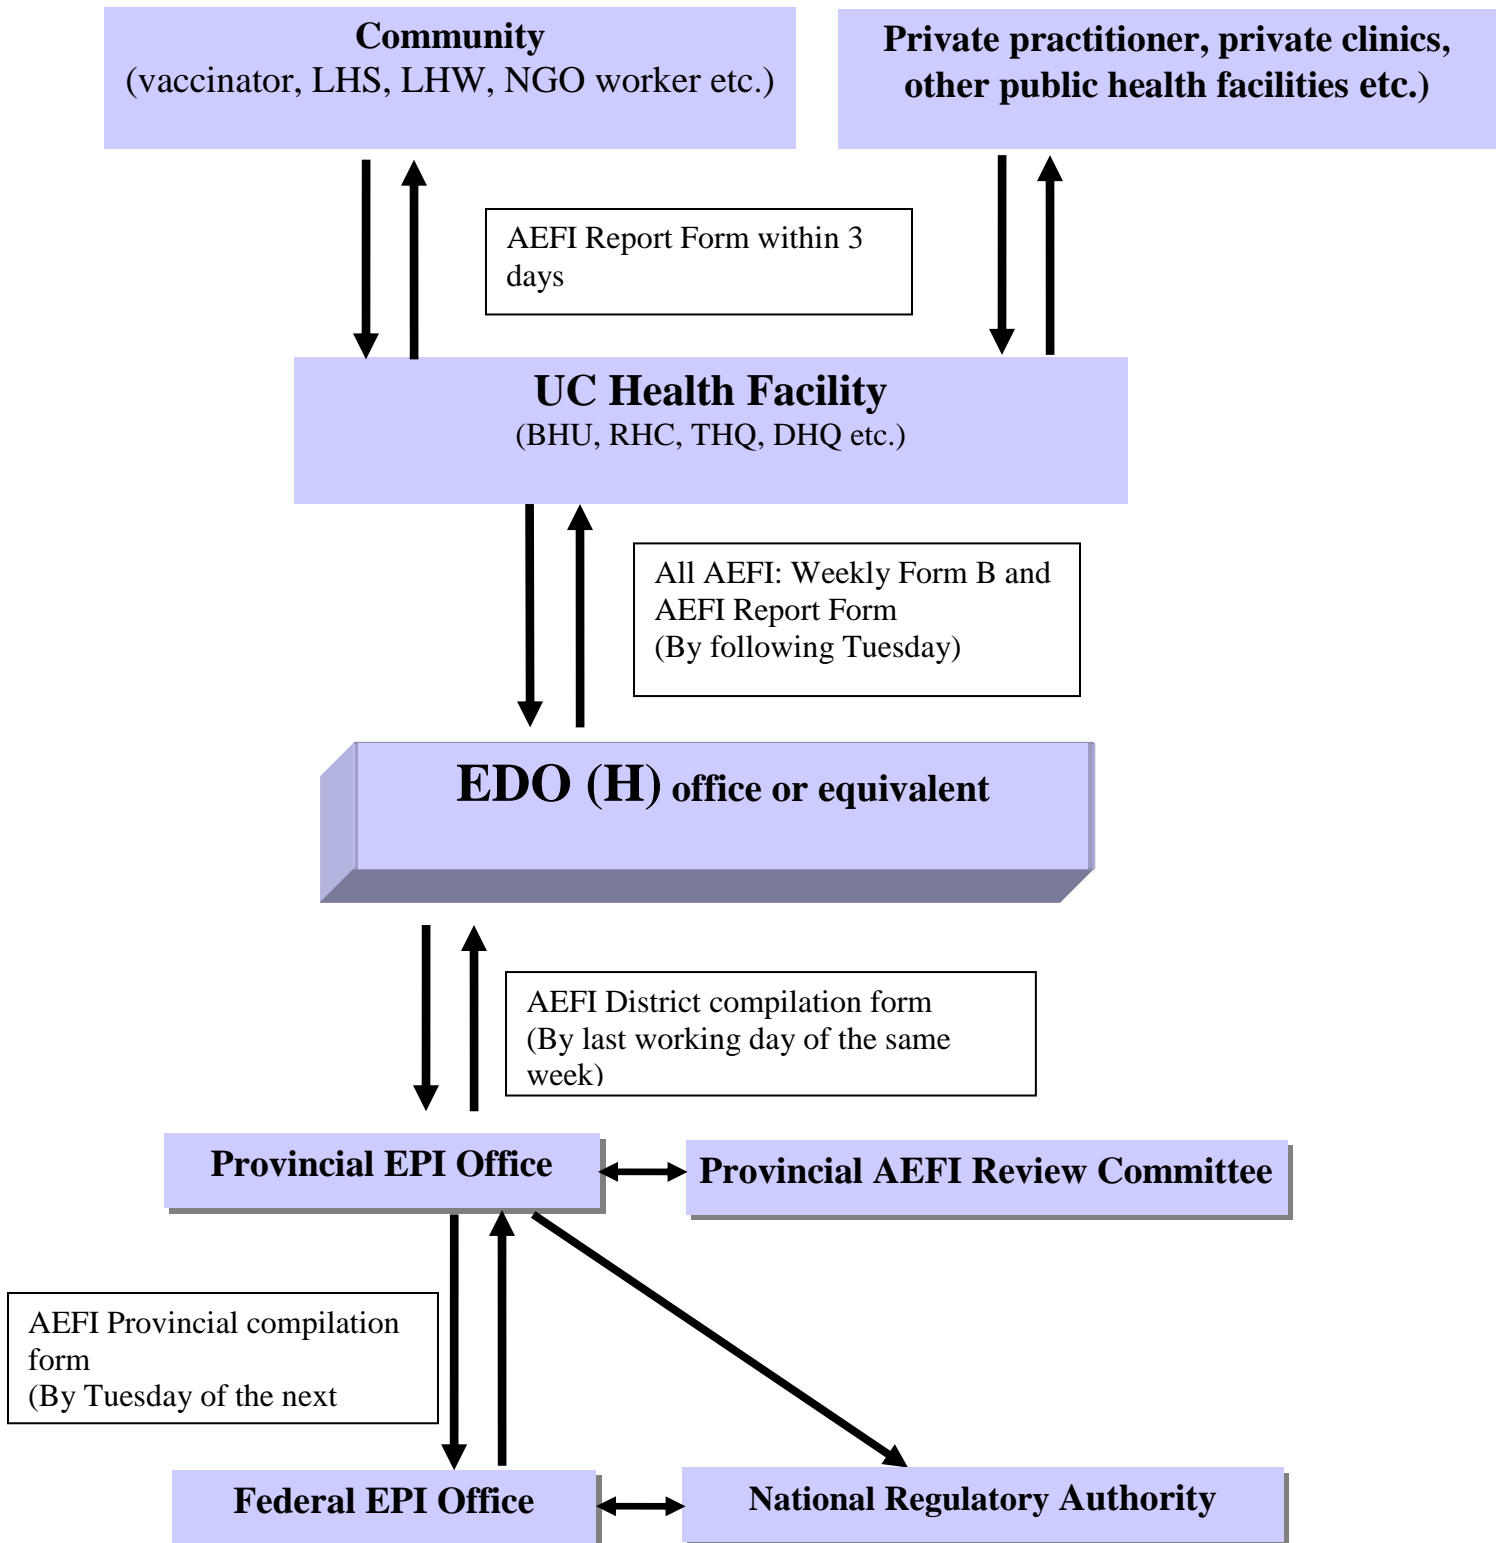 Community
(vaccinator, LHS, LHW, NGO worker etc.)
Private practitioner, private clinics,
other public health facilities etc.)
AEFI Report Form within 3
days
UC Health Facility
(BHU, RHC, THQ, DHQ etc.)
All AEFI: Weekly Form B and
AEFI Report Form
(By following Tuesday)
EDO (H) office or equivalent
AEFI District compilation form
(By last working day of the same
week)
Provincial EPI Office
Provincial AEFI Review Committee
AEFI Provincial compilation
form
(By Tuesday of the next
Federal EPI Office
National Regulatory Authority